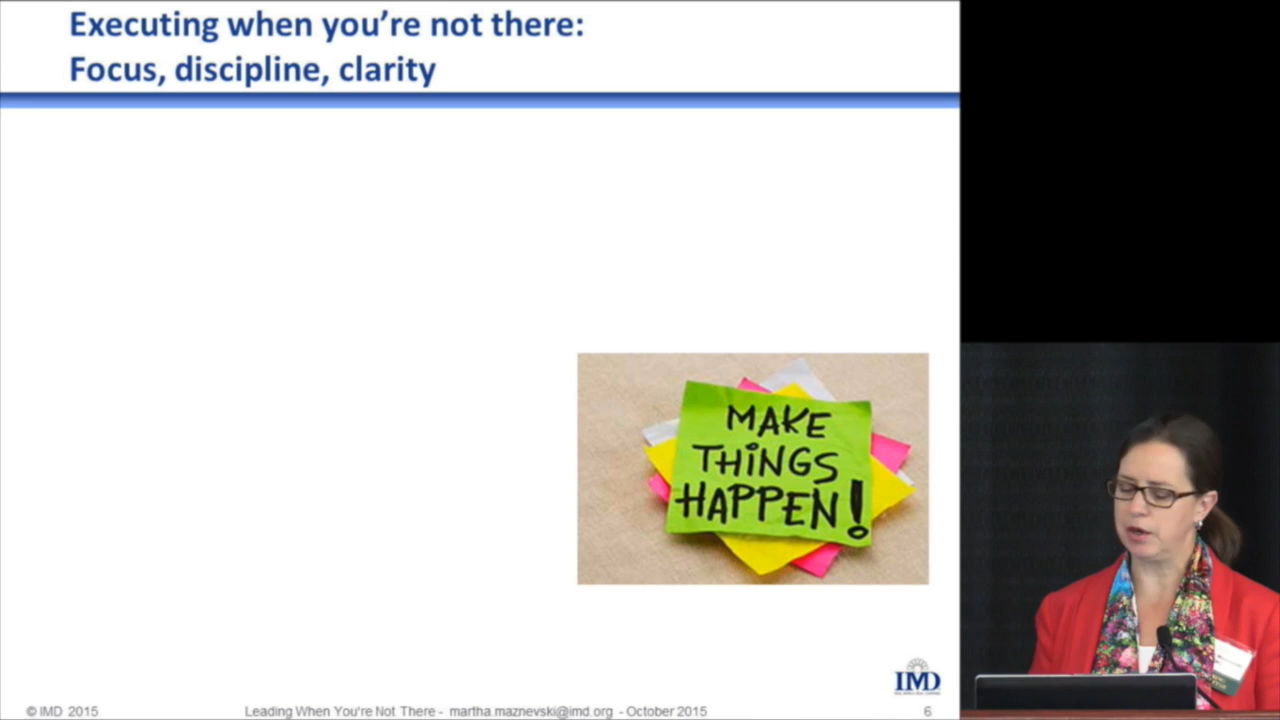 Executing when you're not there:
Focus, discipline, clarity
MAKE
THiNGS
HAPPEN!
IMD
© IMD 2015
Leading When You're Not There - martha.maznevski@imd.org - October 2015
6